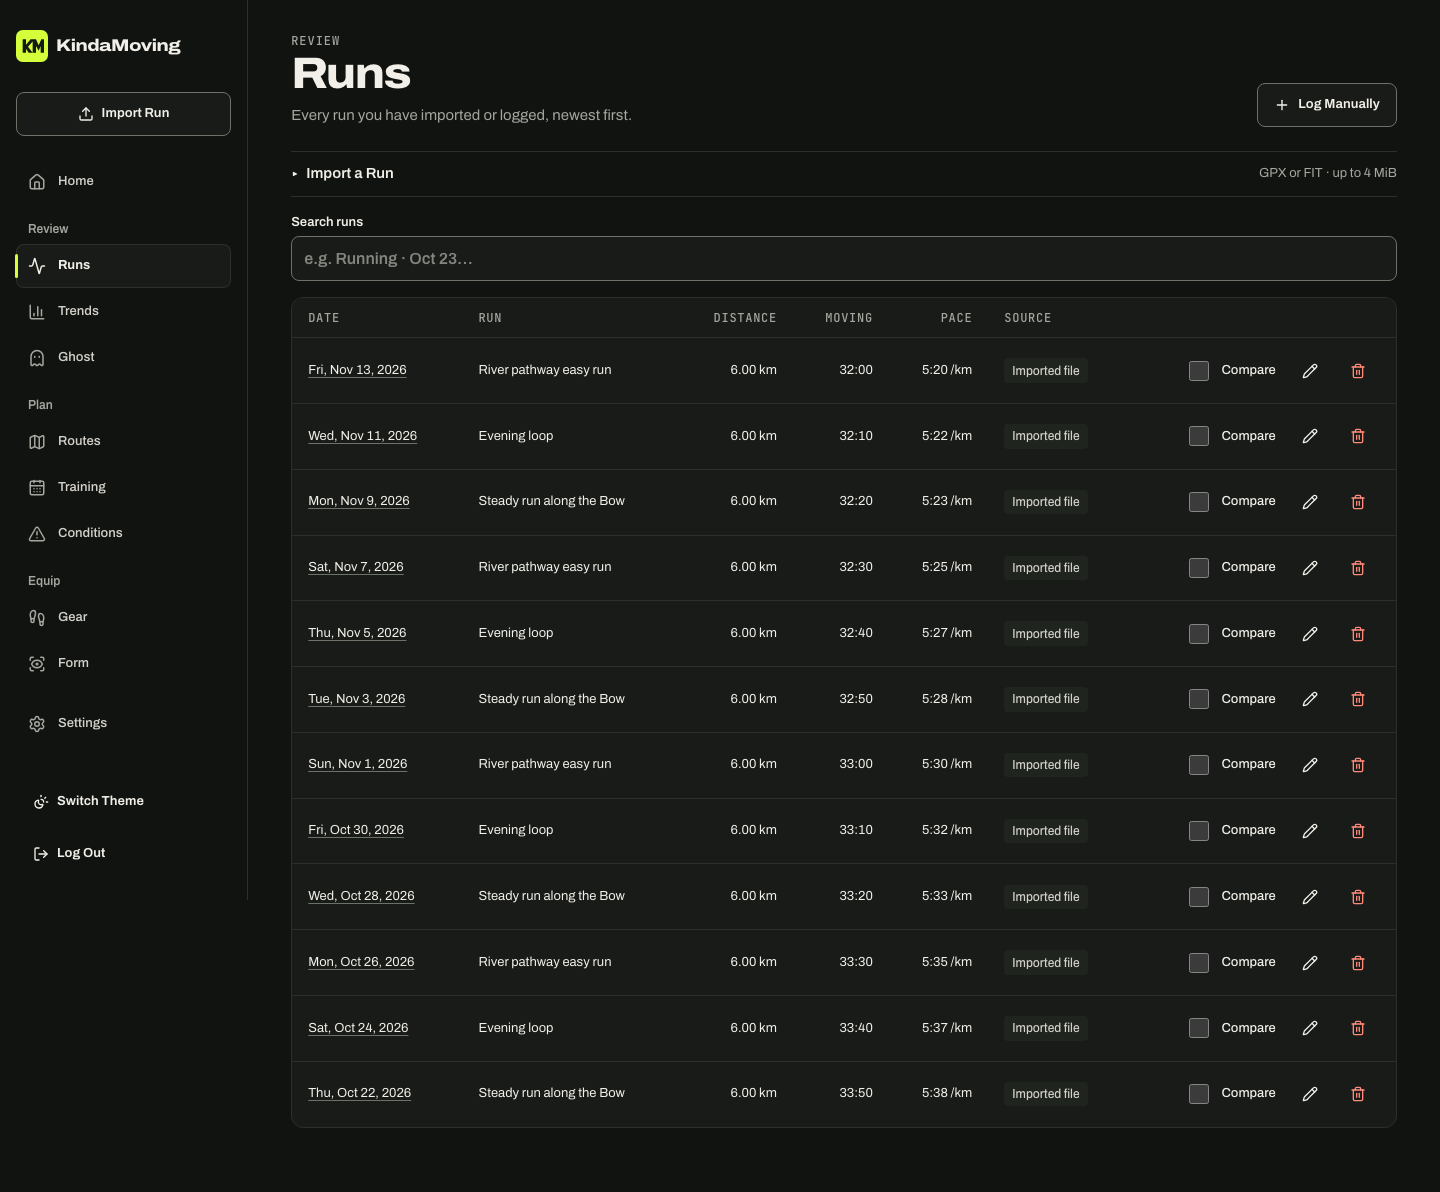 KM KindaMoving
Import Run
Home
Review
Runs
Trends
Ghost
Plan
Routes
Training
Conditions
Equip
Gear
Form
Settings
Switch Theme
Log Out
REVIEW
Runs
Every run you have imported or logged, newest first.
Log Manually
Import a Run GPX or FIT · up to 4 MiB
Search runs
e.g. Running · Oct 23…
DATE RUN DISTANCE MOVING PACE SOURCE
Fri, Nov 13, 2026 River pathway easy run 6.00 km 32:00 5:20 /km Imported file Compare
Wed, Nov 11, 2026 Evening loop 6.00 km 32:10 5:22 /km Imported file Compare
Mon, Nov 9, 2026 Steady run along the Bow 6.00 km 32:20 5:23 /km Imported file Compare
Sat, Nov 7, 2026 River pathway easy run 6.00 km 32:30 5:25 /km Imported file Compare
Thu, Nov 5, 2026 Evening loop 6.00 km 32:40 5:27 /km Imported file Compare
Tue, Nov 3, 2026 Steady run along the Bow 6.00 km 32:50 5:28 /km Imported file Compare
Sun, Nov 1, 2026 River pathway easy run 6.00 km 33:00 5:30 /km Imported file Compare
Fri, Oct 30, 2026 Evening loop 6.00 km 33:10 5:32 /km Imported file Compare
Wed, Oct 28, 2026 Steady run along the Bow 6.00 km 33:20 5:33 /km Imported file Compare
Mon, Oct 26, 2026 River pathway easy run 6.00 km 33:30 5:35 /km Imported file Compare
Sat, Oct 24, 2026 Evening loop 6.00 km 33:40 5:37 /km Imported file Compare
Thu, Oct 22, 2026 Steady run along the Bow 6.00 km 33:50 5:38 /km Imported file Compare